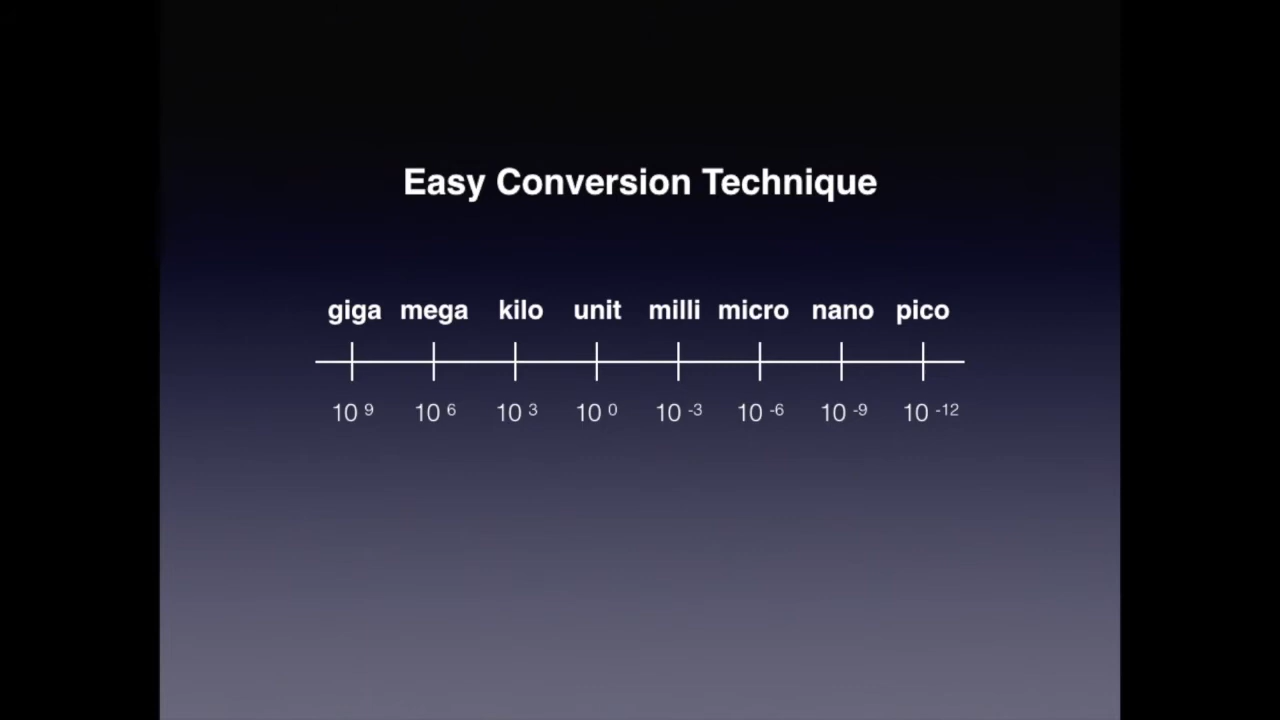 Easy Conversion Technique
giga mega kilo unit milli micro nano pico
10 ⁹ 10 ⁶ 10 ³ 10 ⁰ 10 ⁻³ 10 ⁻⁶ 10 ⁻⁹ 10 ⁻¹²